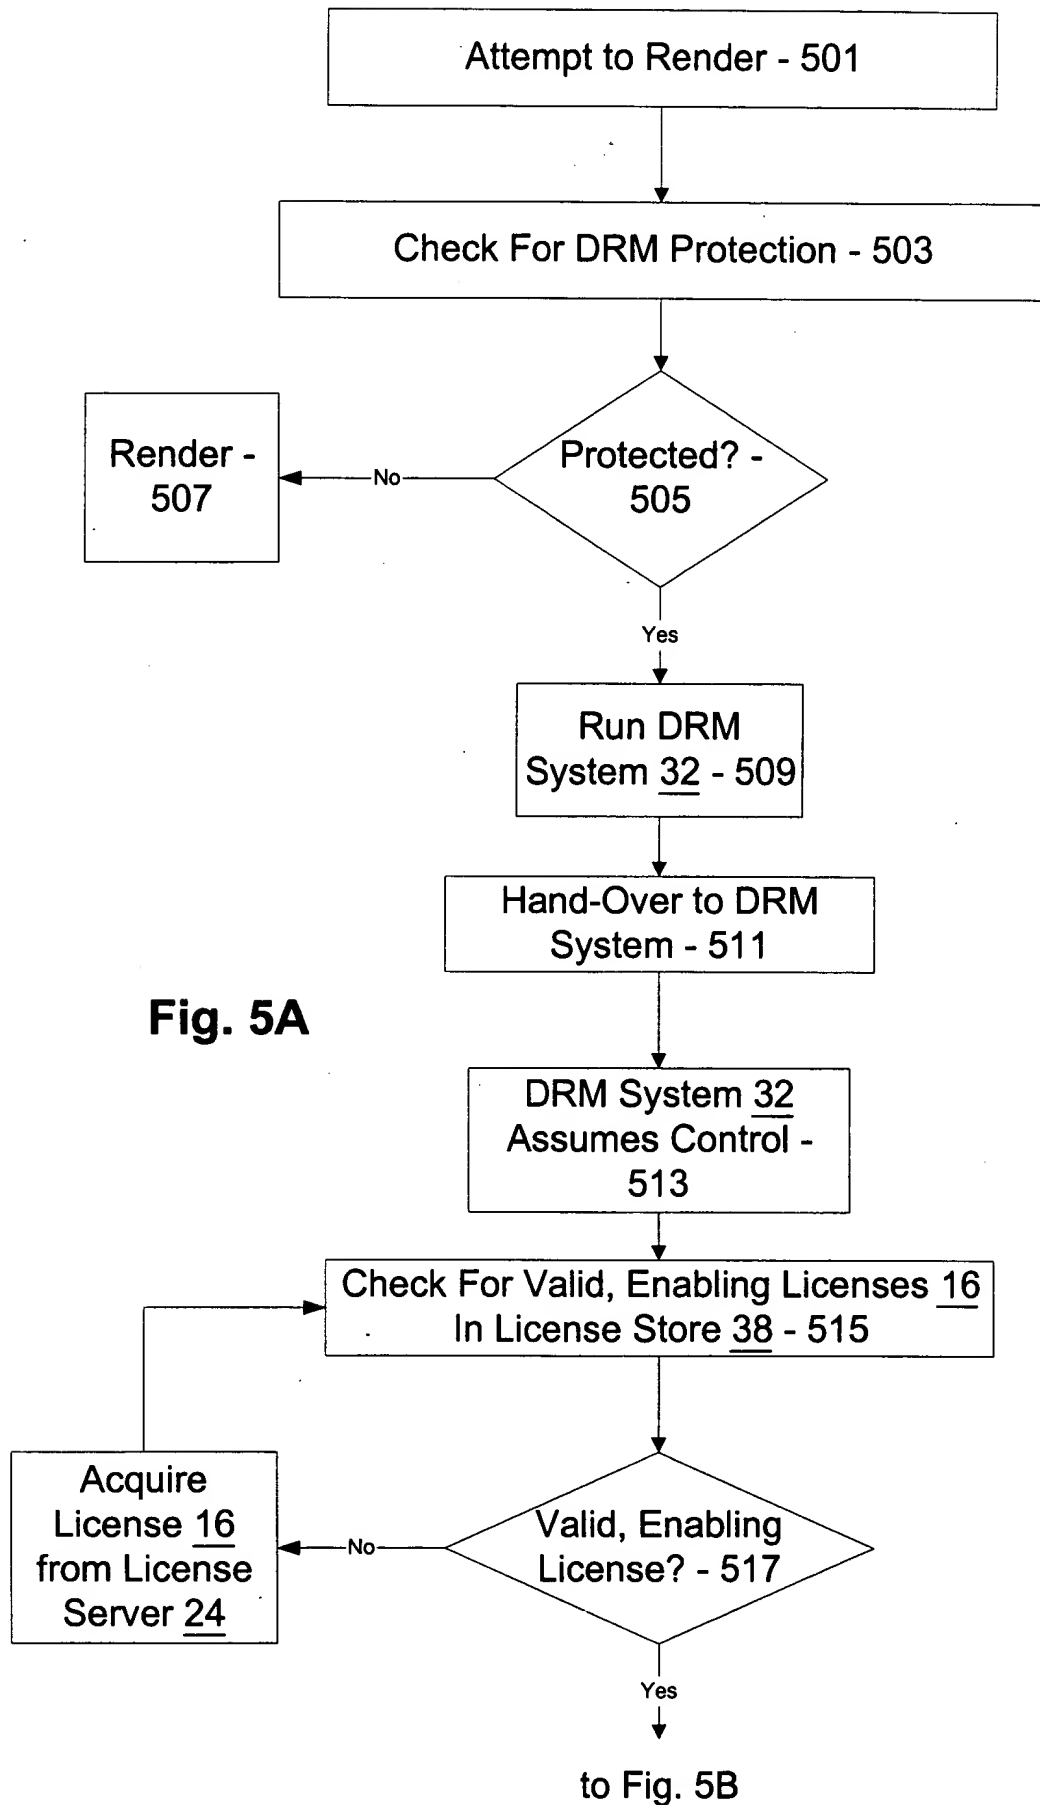 Attempt to Render - 501
Check For DRM Protection - 503
Protected? -
505
No
Render -
507
Yes
Run DRM
System 32 - 509
Hand-Over to DRM
System - 511
Fig. 5A
DRM System 32
Assumes Control -
513
Check For Valid, Enabling Licenses 16
In License Store 38 - 515
Valid, Enabling
License? - 517
No
Acquire
License 16
from License
Server 24
Yes
to Fig. 5B